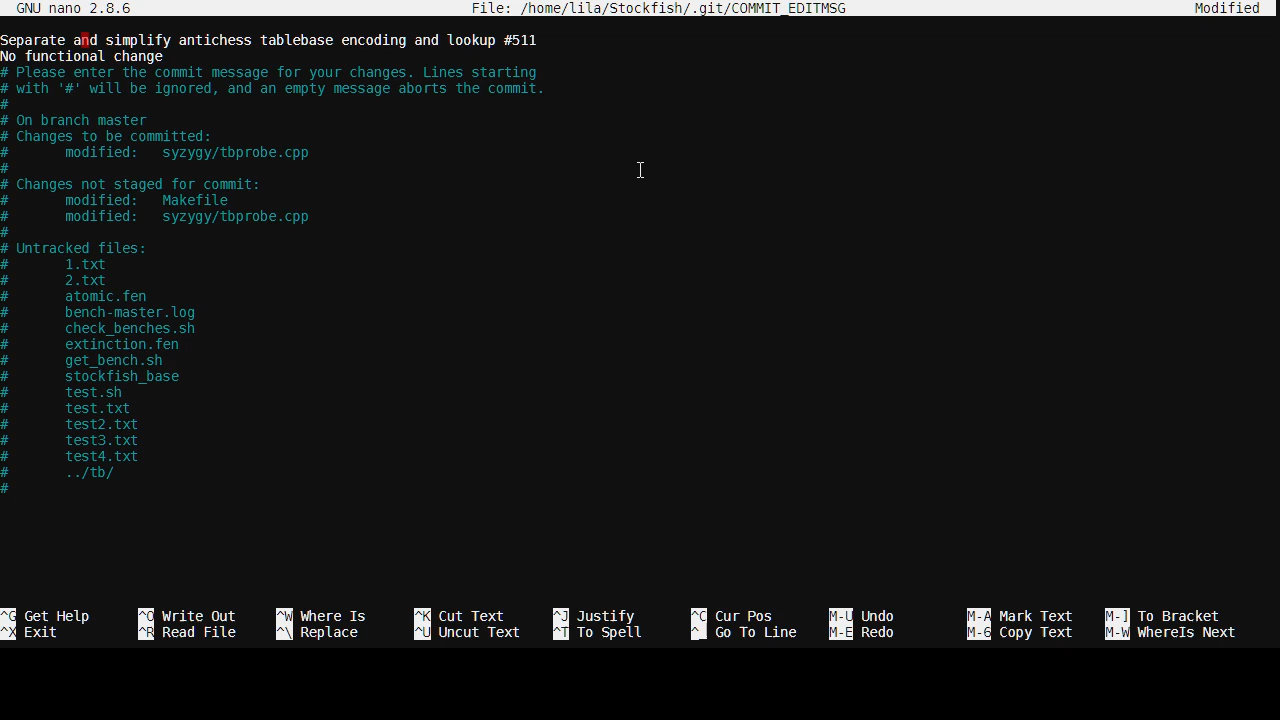 GNU nano 2.8.6 File: /home/lila/Stockfish/.git/COMMIT_EDITMSG Modified
Separate and simplify antichess tablebase encoding and lookup #511
No functional change
# Please enter the commit message for your changes. Lines starting
# with '#' will be ignored, and an empty message aborts the commit.
#
# On branch master
# Changes to be committed:
#       modified:   syzygy/tbprobe.cpp
#
# Changes not staged for commit:
#       modified:   Makefile
#       modified:   syzygy/tbprobe.cpp
#
# Untracked files:
#       1.txt
#       2.txt
#       atomic.fen
#       bench-master.log
#       check_benches.sh
#       extinction.fen
#       get_bench.sh
#       stockfish_base
#       test.sh
#       test.txt
#       test2.txt
#       test3.txt
#       test4.txt
#       ../tb/
#
^G Get Help ^O Write Out ^W Where Is ^K Cut Text ^J Justify ^C Cur Pos M-U Undo M-A Mark Text M-] To Bracket
^X Exit ^R Read File ^\ Replace ^U Uncut Text ^T To Spell ^_ Go To Line M-E Redo M-6 Copy Text M-W WhereIs Next